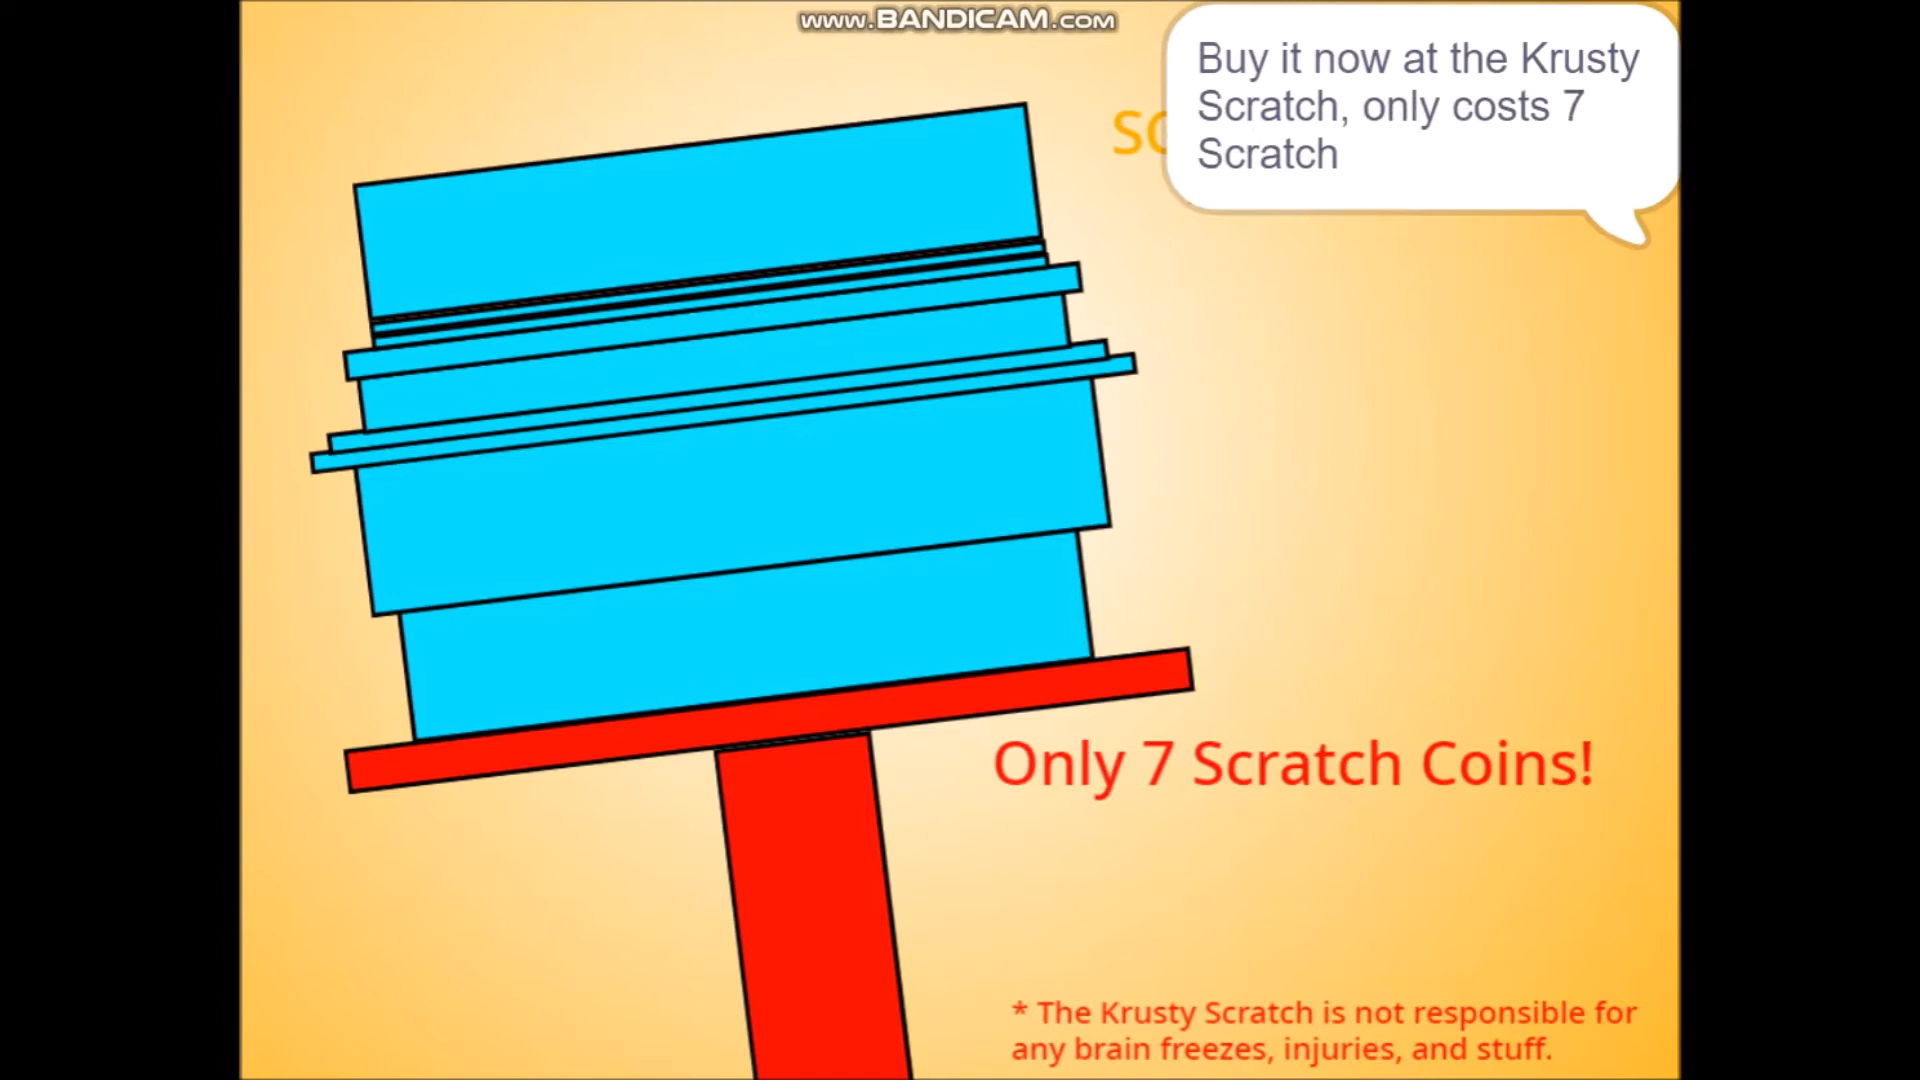 www.BANDICAM.com
Buy it now at the Krusty
Scratch, only costs 7
Scratch
Only 7 Scratch Coins!
* The Krusty Scratch is not responsible for
any brain freezes, injuries, and stuff.